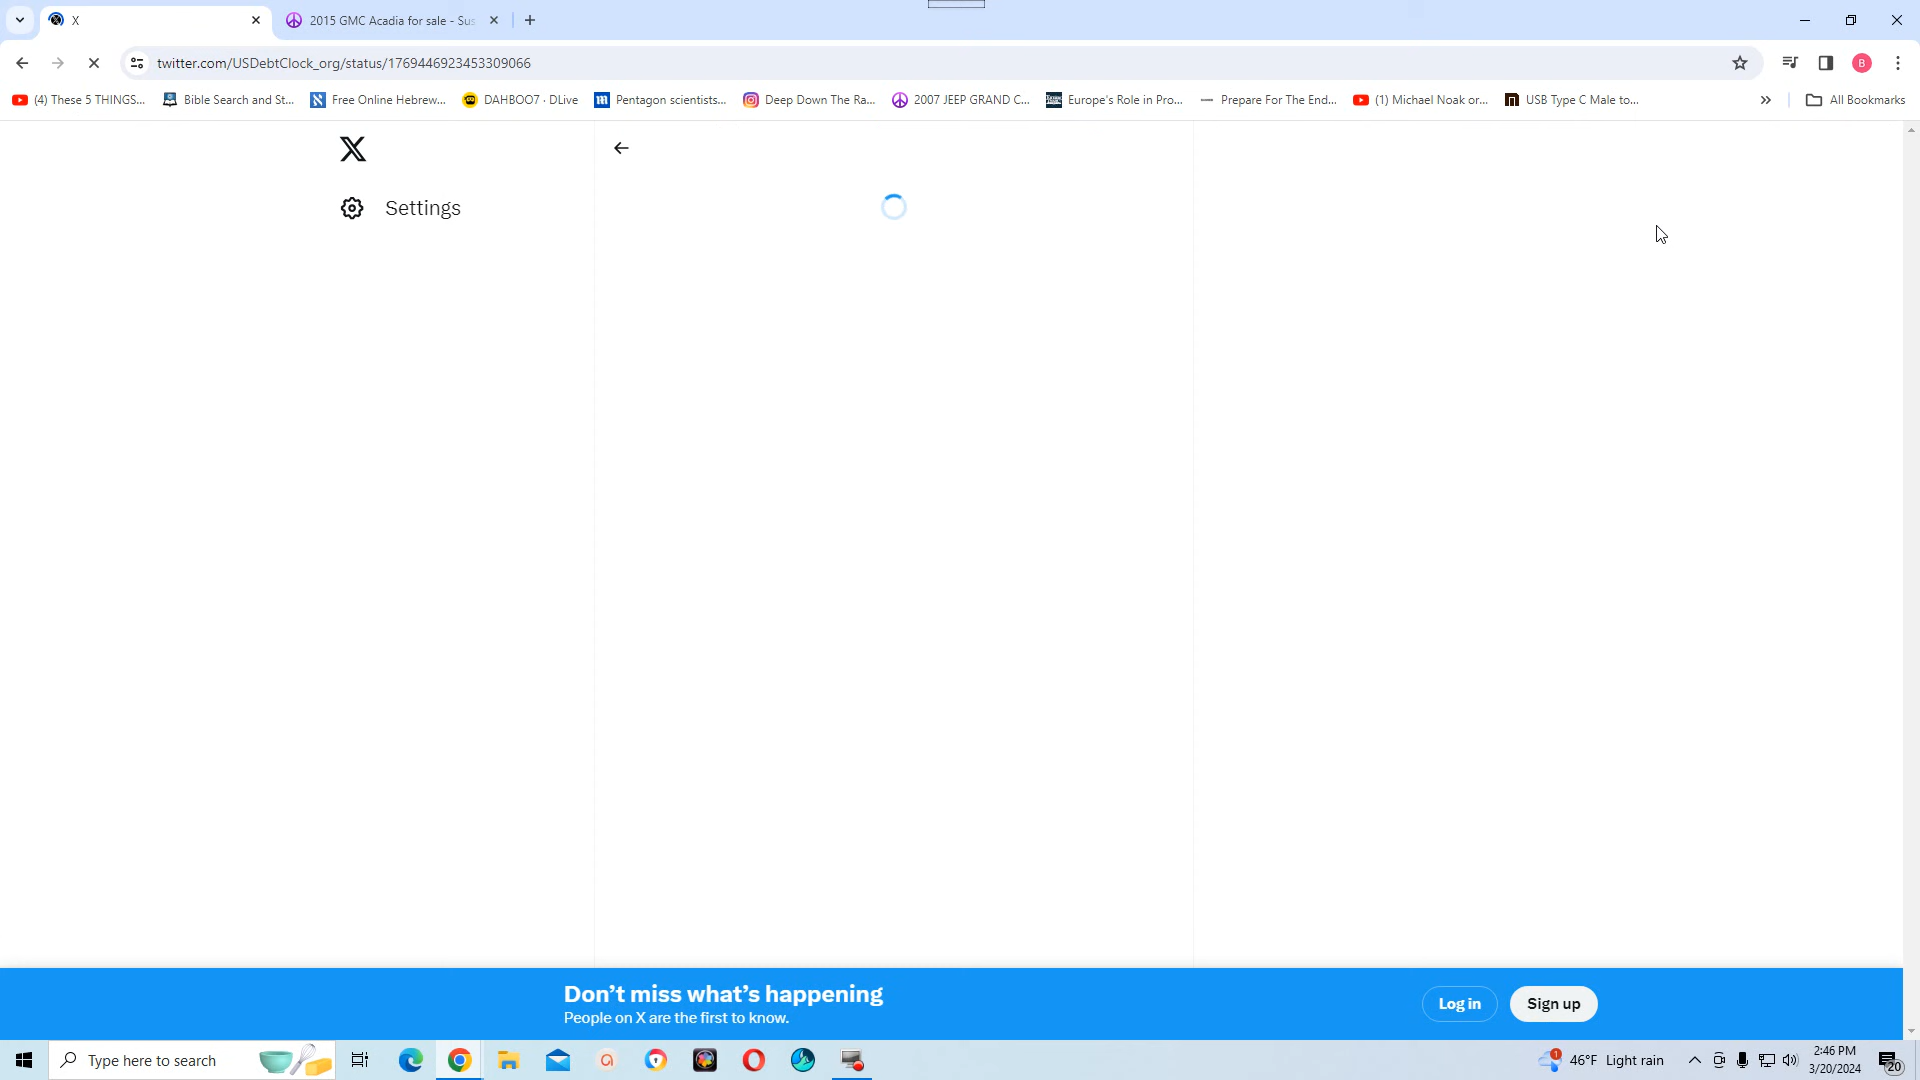 X
2015 GMC Acadia for sale - Sus
twitter.com/USDebtClock_org/status/1769446923453309066
B
(4) These 5 THINGS...
Bible Search and St...
Free Online Hebrew...
DAHBOO7 · DLive
Pentagon scientists...
Deep Down The Ra...
2007 JEEP GRAND C...
Europe's Role in Pro...
Prepare For The End...
(1) Michael Noak or...
USB Type C Male to...
All Bookmarks
Settings
Don’t miss what’s happening
People on X are the first to know.
Log in
Sign up
Type here to search
1
46°F Light rain
2:46 PM
3/20/2024
20